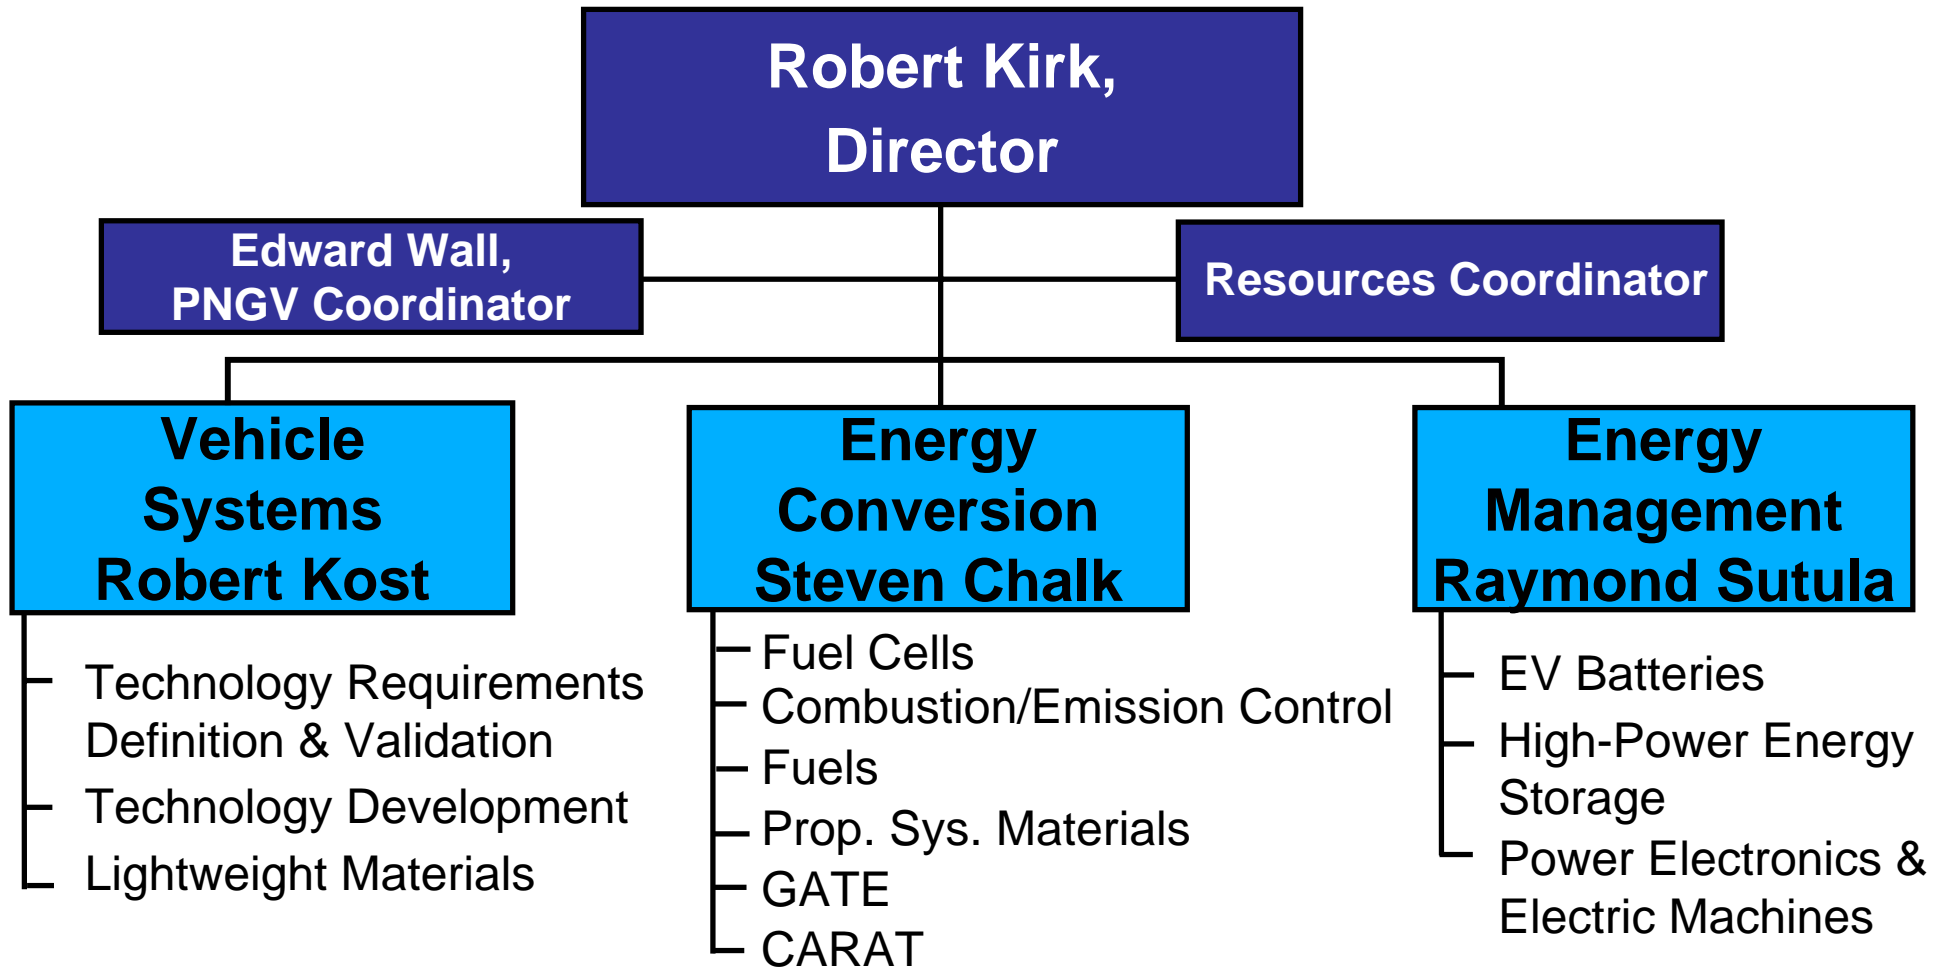 Robert Kirk,
Director
Edward Wall,
PNGV Coordinator
Resources Coordinator
Vehicle
Systems
Robert Kost
Technology Requirements
Definition & Validation
Technology Development
Lightweight Materials
Energy
Conversion
Steven Chalk
Fuel Cells
Combustion/Emission Control
Fuels
Prop. Sys. Materials
GATE
CARAT
Energy
Management
Raymond Sutula
EV Batteries
High-Power Energy
Storage
Power Electronics &
Electric Machines